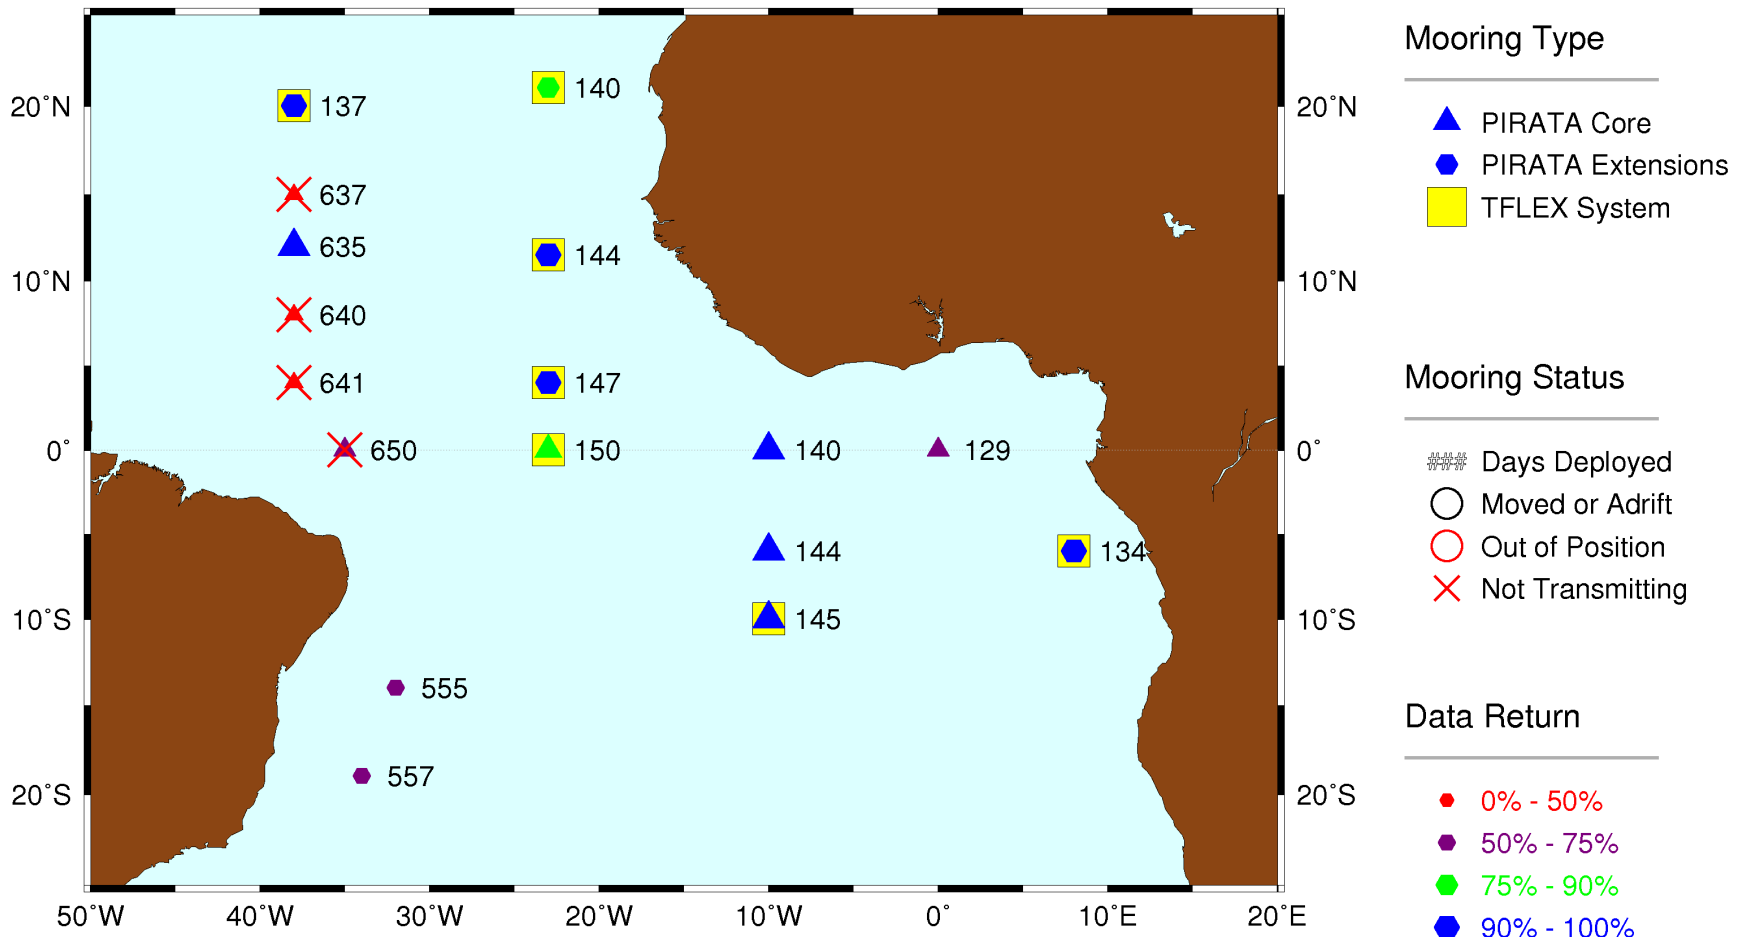 Mooring Type
PIRATA Core
PIRATA Extensions
TFLEX System
Mooring Status
### Days Deployed
Moved or Adrift
Out of Position
Not Transmitting
Data Return
0% - 50%
50% - 75%
75% - 90%
90% - 100%
20°N
137
140
20°N
637
635
144
10°N
10°N
640
641
147
0°
650
150
140
129
0°
144
134
10°S
145
10°S
555
557
20°S
20°S
50°W
40°W
30°W
20°W
10°W
0°
10°E
20°E